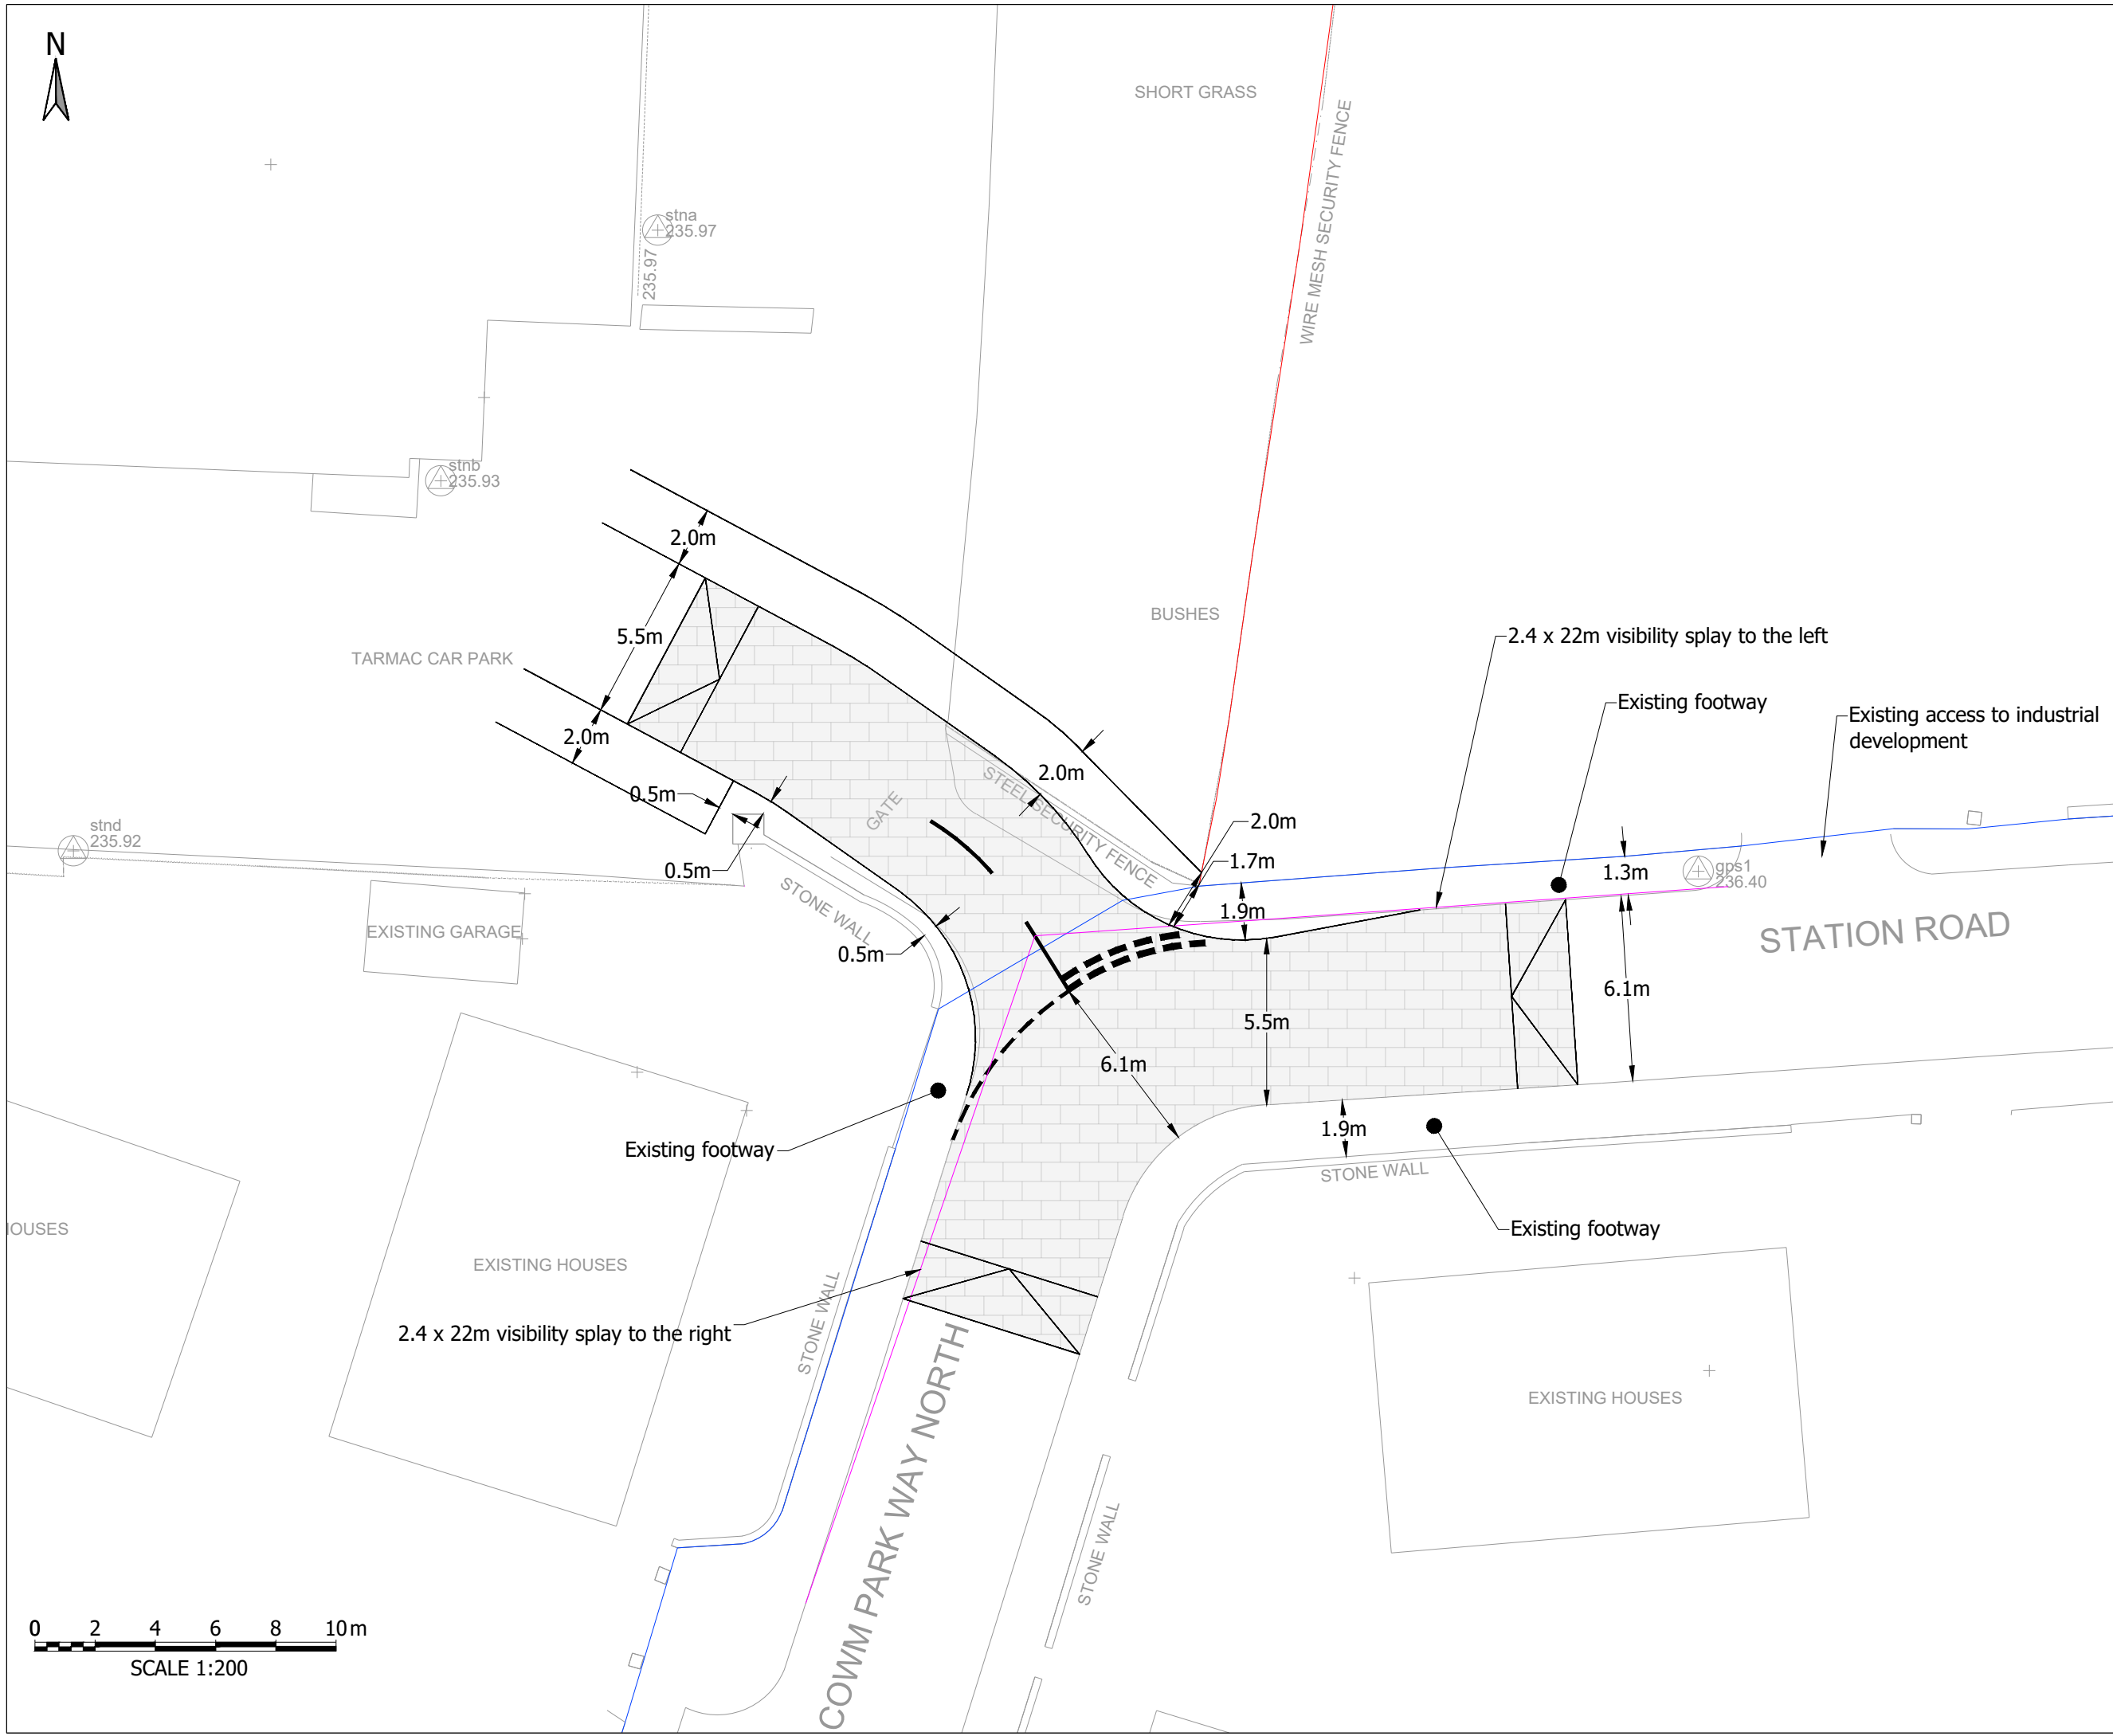 N
SHORT GRASS
WIRE MESH SECURITY FENCE
stna
235.97
235.97
stnb
235.93
2.0m
5.5m
TARMAC CAR PARK
2.0m
0.5m
0.5m
BUSHES
2.4 x 22m visibility splay to the left
Existing footway
Existing access to industrial
development
2.0m
STEEL SECURITY FENCE
GATE
2.0m
1.7m
1.9m
1.3m
gps1
236.40
STATION ROAD
stnd
235.92
STONE WALL
0.5m
EXISTING GARAGE
6.1m
5.5m
6.1m
Existing footway
1.9m
STONE WALL
Existing footway
HOUSES
EXISTING HOUSES
STONE WALL
2.4 x 22m visibility splay to the right
COWM PARK WAY NORTH
STONE WALL
EXISTING HOUSES
0 2 4 6 8 10m
SCALE 1:200